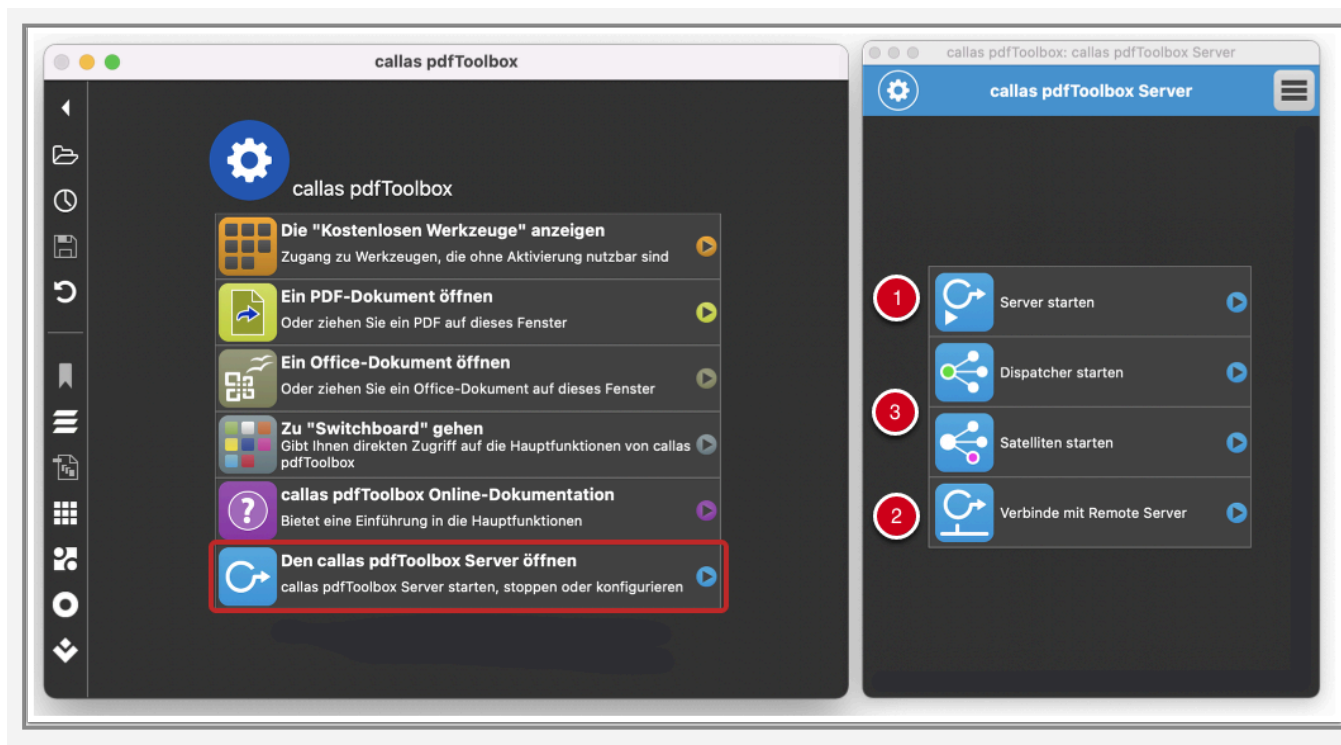 callas pdfToolbox
callas pdfToolbox
Die "Kostenlosen Werkzeuge" anzeigen
Zugang zu Werkzeugen, die ohne Aktivierung nutzbar sind
Ein PDF-Dokument öffnen
Oder ziehen Sie ein PDF auf dieses Fenster
Ein Office-Dokument öffnen
Oder ziehen Sie ein Office-Dokument auf dieses Fenster
Zu "Switchboard" gehen
Gibt Ihnen direkten Zugriff auf die Hauptfunktionen von callas
pdfToolbox
callas pdfToolbox Online-Dokumentation
Bietet eine Einführung in die Hauptfunktionen
Den callas pdfToolbox Server öffnen
callas pdfToolbox Server starten, stoppen oder konfigurieren
callas pdfToolbox: callas pdfToolbox Server
callas pdfToolbox Server
1
Server starten
Dispatcher starten
3
Satelliten starten
2
Verbinde mit Remote Server